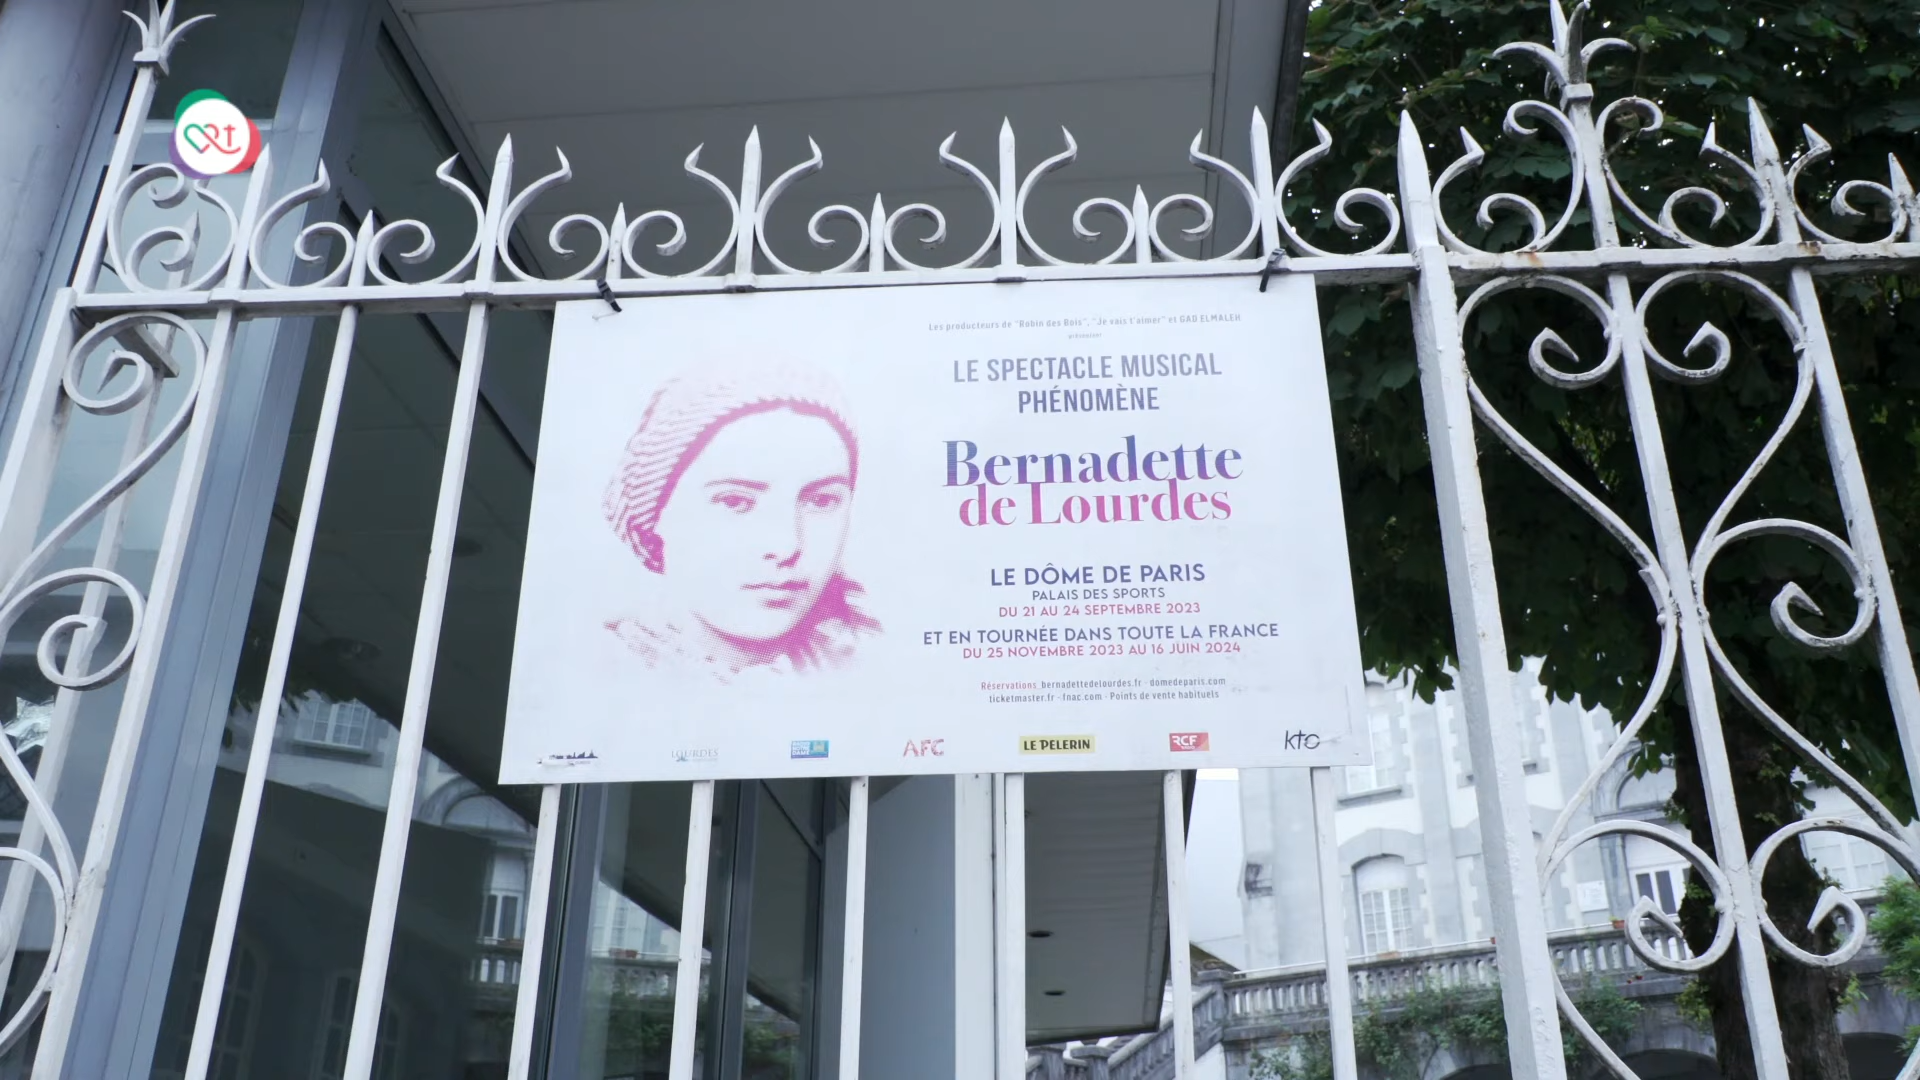 Les producteurs de "Robin des Bois", "Je vais t'aimer" et GAD ELMALEH
présentent
LE SPECTACLE MUSICAL
PHÉNOMÈNE
Bernadette
de Lourdes
LE DÔME DE PARIS
PALAIS DES SPORTS
DU 21 AU 24 SEPTEMBRE 2023
ET EN TOURNÉE DANS TOUTE LA FRANCE
DU 25 NOVEMBRE 2023 AU 16 JUIN 2024
Réservations bernadettedelourdes.fr - domedeparis.com
ticketmaster.fr - fnac.com - Points de vente habituels
LOURDES
AFC
LE PELERIN
RCF
kto